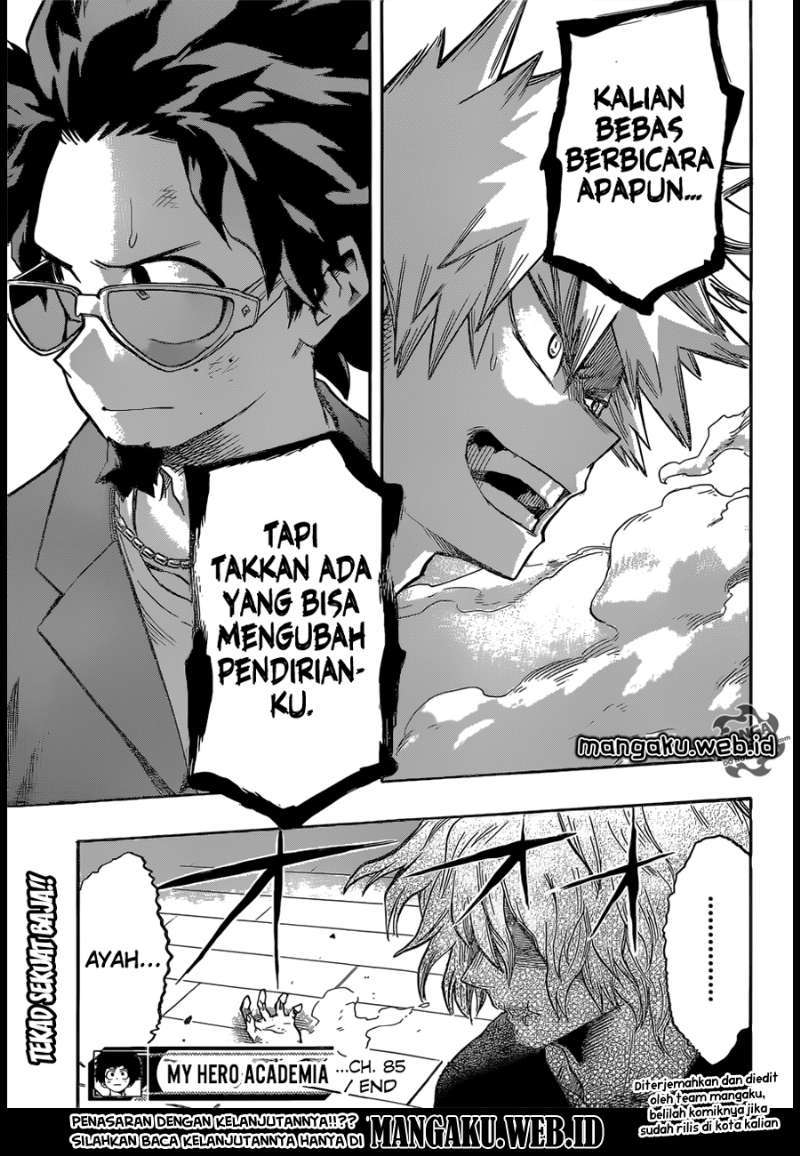 KALIAN
BEBAS
BERBICARA
APAPUN...
TAPI
TAKKAN ADA
YANG BISA
MENGUBAH
PENDIRIAN-
KU.
mangaku.web.id
..........
AYAH...
TEKAD SEKUAT BAJA!!
MY HERO ACADEMIA ...CH. 85
/ END
Diterjemahkan dan diedit
oleh team mangaku,
belilah komiknya jika
sudah rilis di kota kalian
PENASARAN DENGAN KELANJUTANNYA!!??
SILAHKAN BACA KELANJUTANNYA HANYA DI MANGAKU.WEB.ID